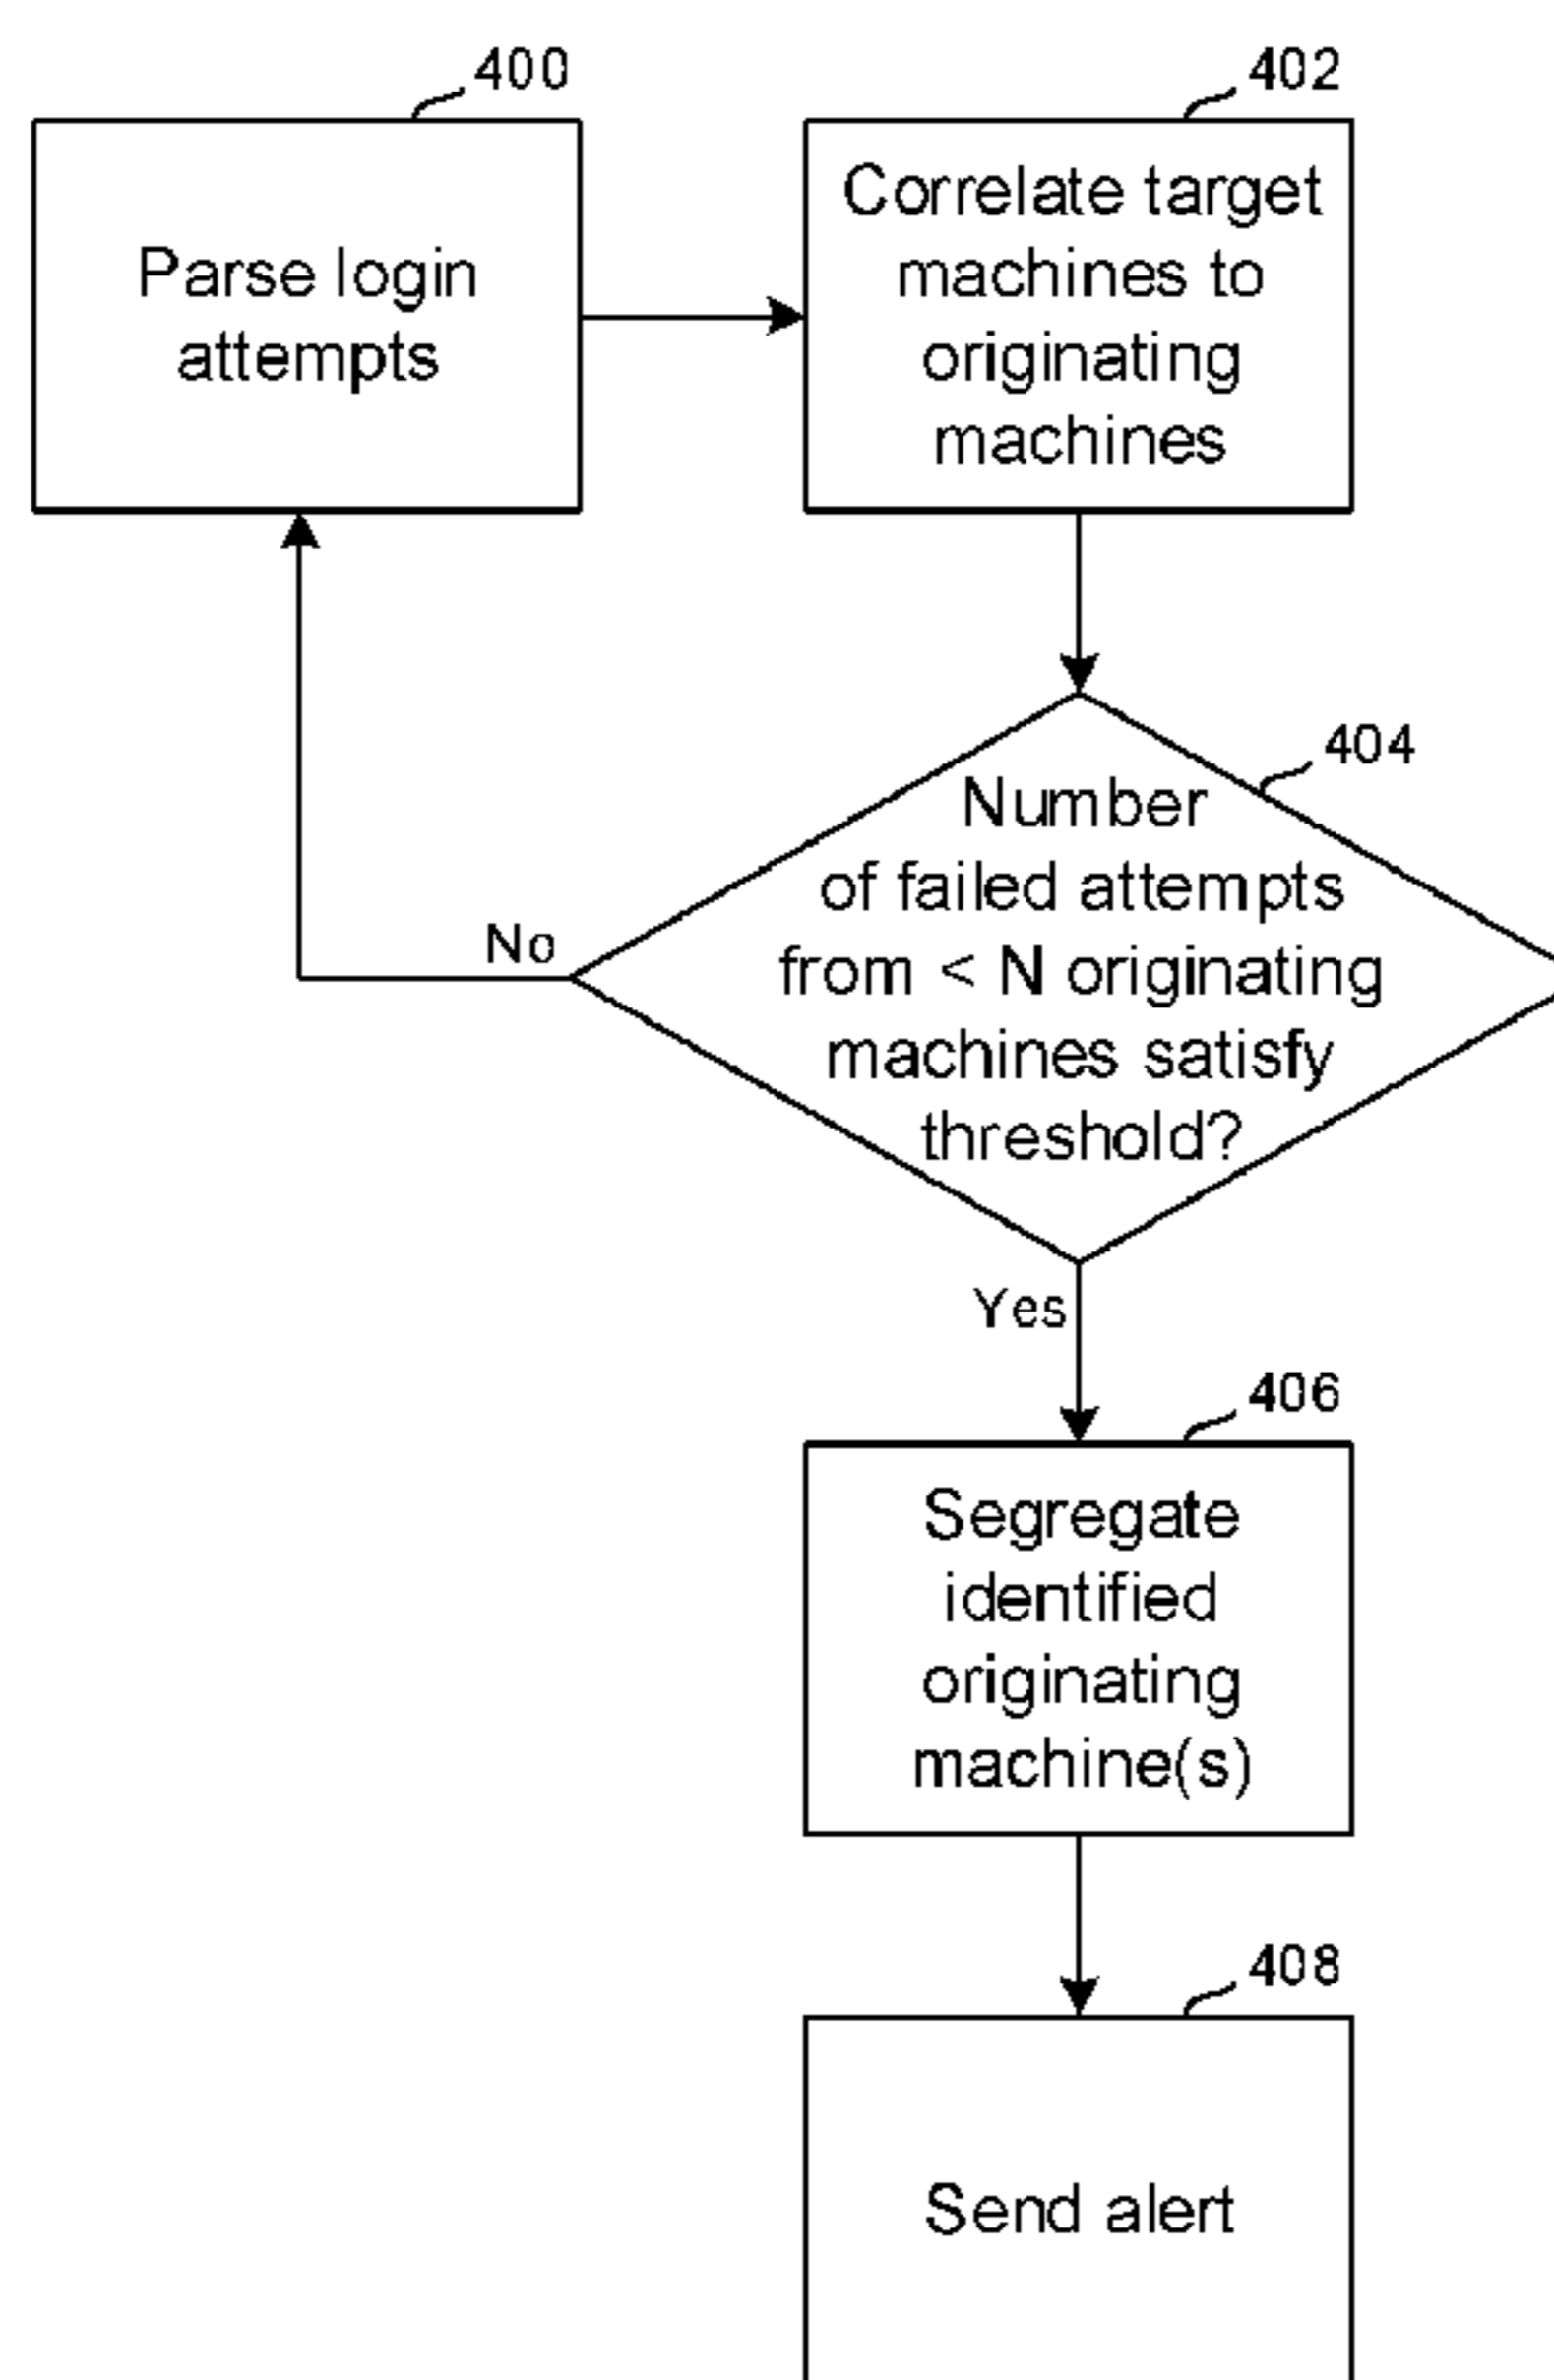 400
Parse login
attempts
402
Correlate target
machines to
originating
machines
404
Number
of failed attempts
from < N originating
machines satisfy
threshold?
No
Yes
406
Segregate
identified
originating
machine(s)
408
Send alert